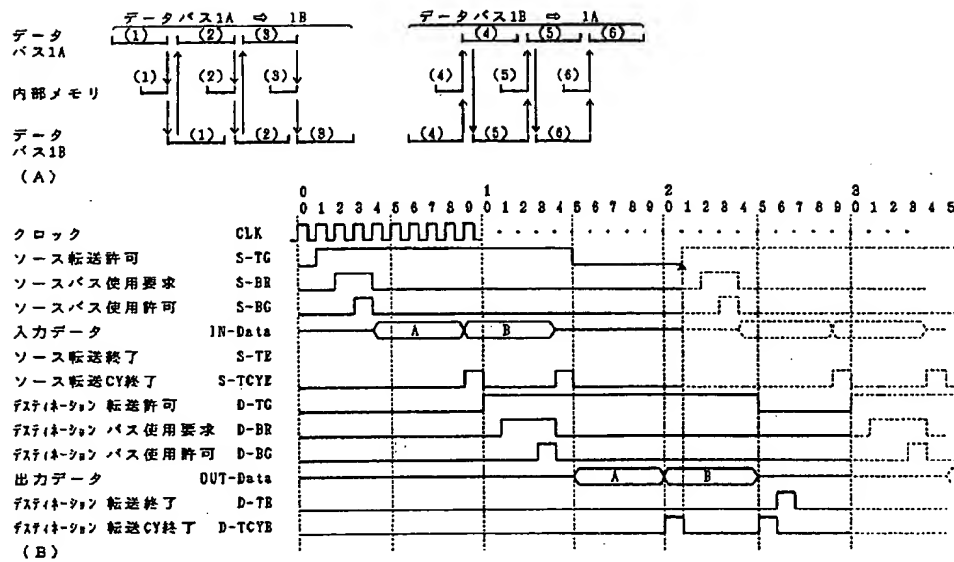 データバス1A ⇨ 1B
データバス1B ⇨ 1A
データ
バス1A
(1) (2) (3)
(4) (5) (6)
内部メモリ
(1) (2) (3)
(4) (5) (6)
データ
バス1B
(1) (2) (3)
(4) (5) (6)
(A)
0 1 2 3
0 1 2 3 4 5 6 7 8 9 0 1 2 3 4 5 6 7 8 9 0 1 2 3 4 5 6 7 8 9 0 1 2 3 4 5
クロック CLK
ソース転送許可 S-TG
ソースバス使用要求 S-BR
ソースバス使用許可 S-BG
入力データ IN-Data A B
ソース転送終了 S-TE
ソース転送CY終了 S-TCYE
デスティネーション 転送許可 D-TG
デスティネーション バス使用要求 D-BR
デスティネーション バス使用許可 D-BG
出力データ OUT-Data A B
デスティネーション 転送終了 D-TE
デスティネーション 転送CY終了 D-TCYE
(B)